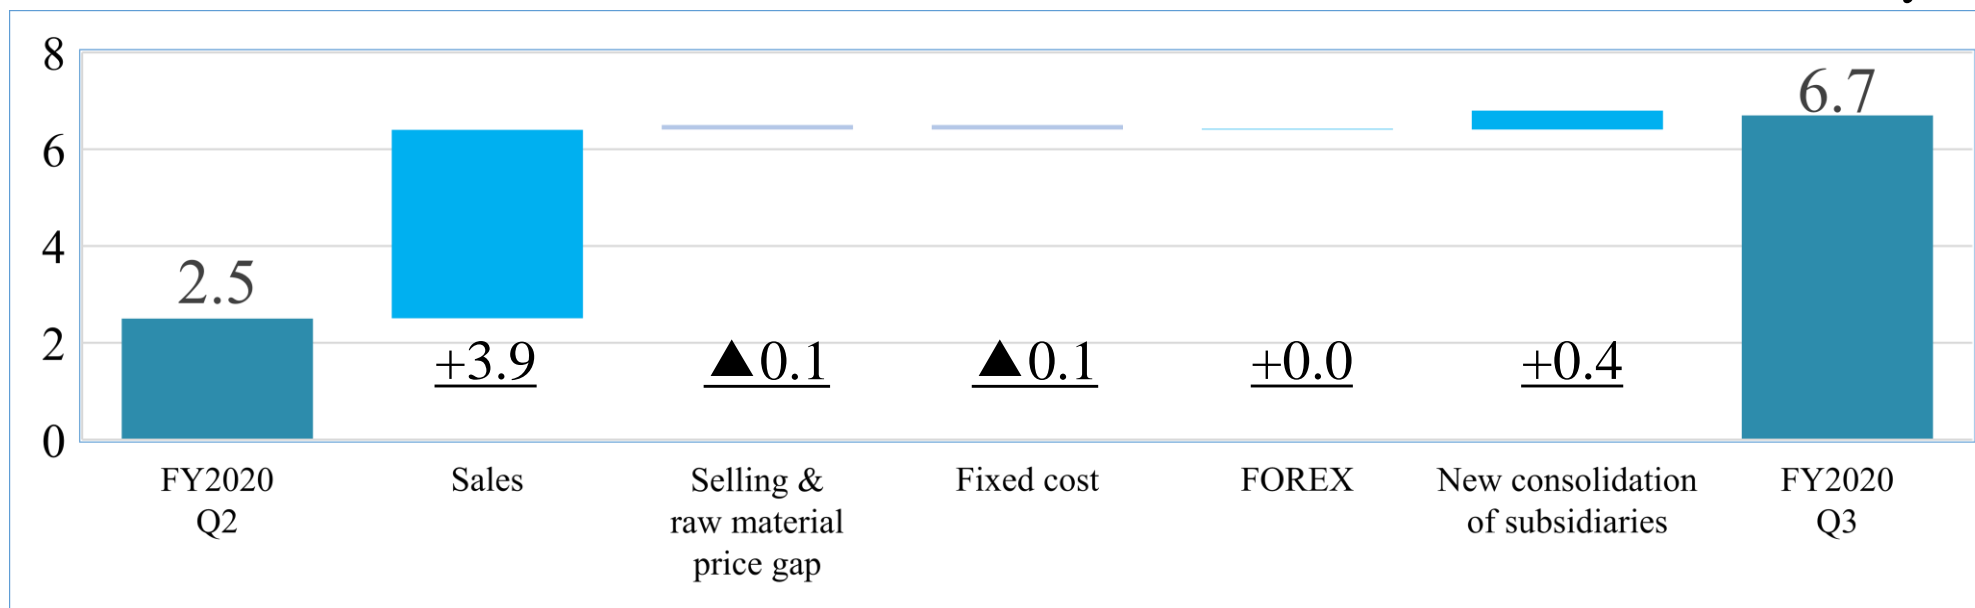 8
6
4
2
0
2.5
+3.9
▲0.1
▲0.1
+0.0
+0.4
6.7
FY2020
Q2
Sales
Selling &
raw material
price gap
Fixed cost
FOREX
New consolidation
of subsidiaries
FY2020
Q3